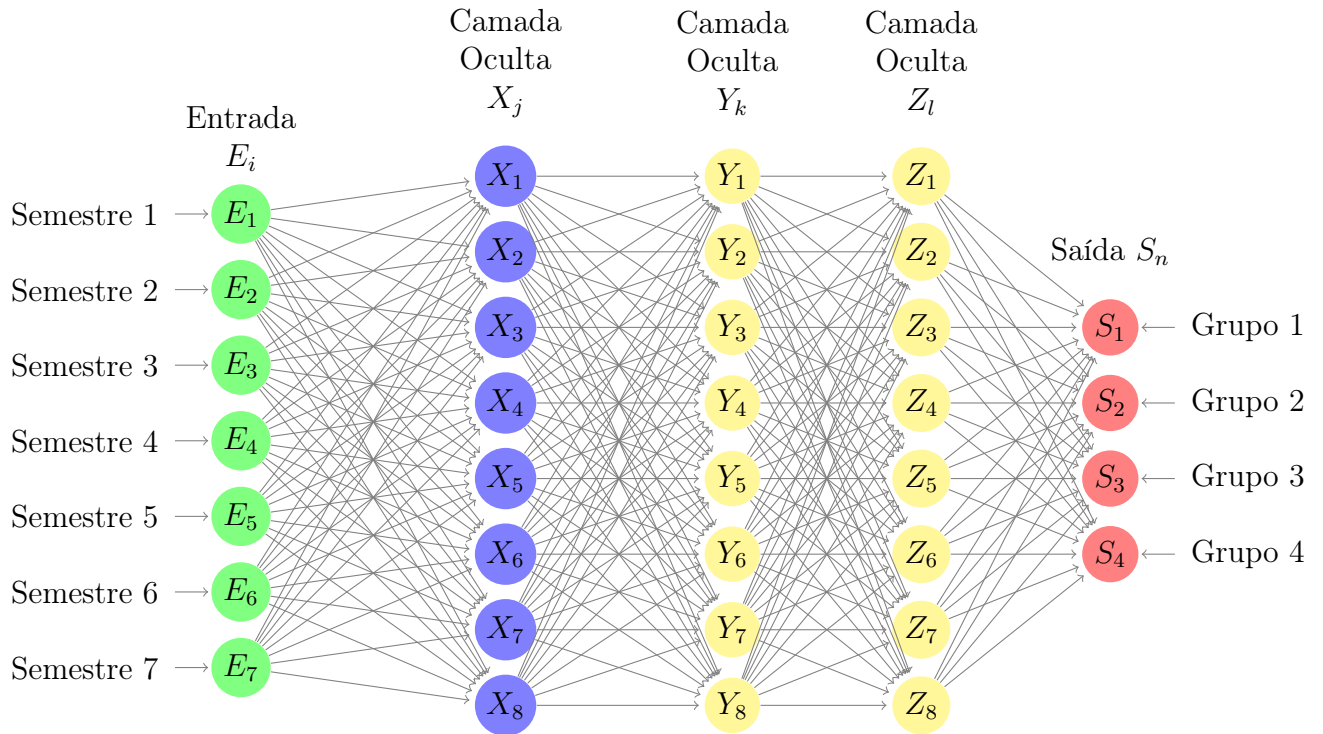 Camada
Oculta
X_j
Camada
Oculta
Y_k
Camada
Oculta
Z_l
Entrada
E_i
Saída S_n
Semestre 1
Semestre 2
Semestre 3
Semestre 4
Semestre 5
Semestre 6
Semestre 7
E_1
E_2
E_3
E_4
E_5
E_6
E_7
X_1
X_2
X_3
X_4
X_5
X_6
X_7
X_8
Y_1
Y_2
Y_3
Y_4
Y_5
Y_6
Y_7
Y_8
Z_1
Z_2
Z_3
Z_4
Z_5
Z_6
Z_7
Z_8
S_1
S_2
S_3
S_4
Grupo 1
Grupo 2
Grupo 3
Grupo 4